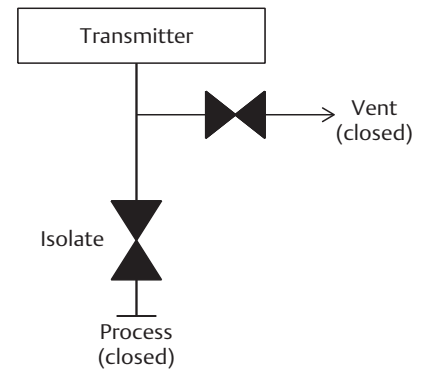 Transmitter
Vent
(closed)
Isolate
Process
(closed)